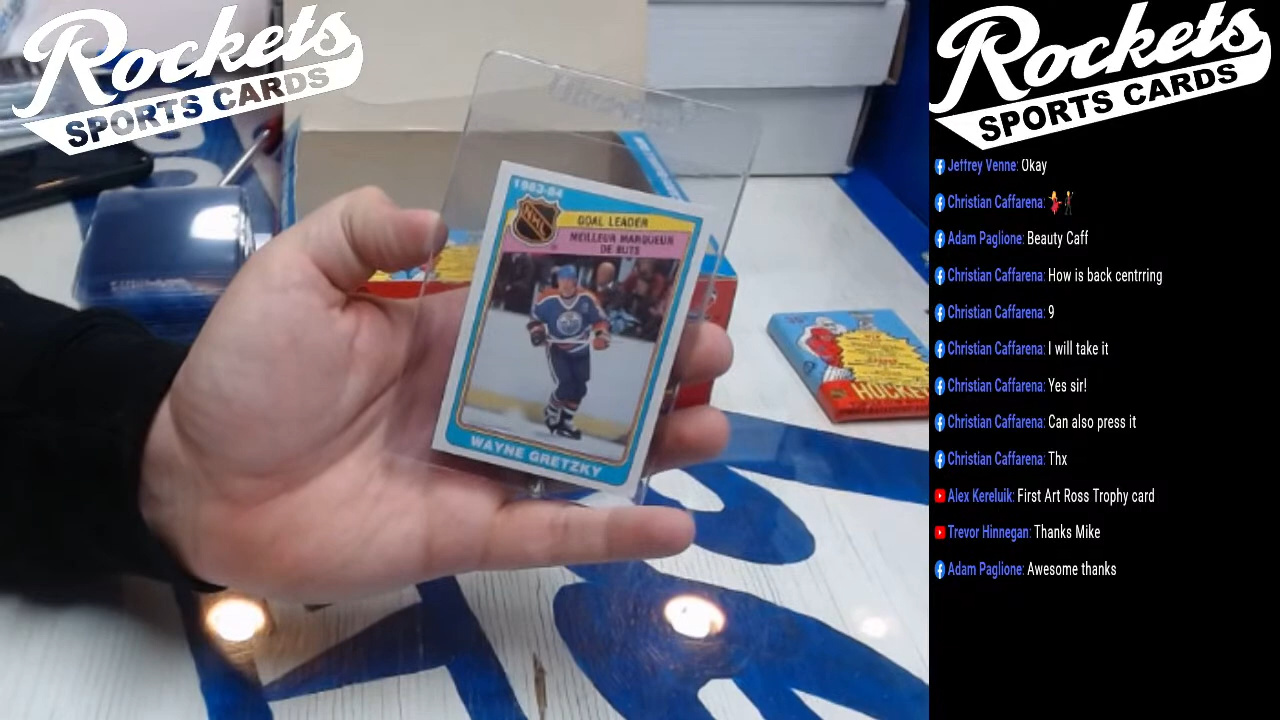 Rockets
SPORTS CARDS
1983-84
NHL
GOAL LEADER
MEILLEUR MARQUEUR
DE BUTS
WAYNE GRETZKY
HOCKEY
Rockets
SPORTS CARDS
Jeffrey Venne: Okay
Christian Caffarena: 💃🕺
Adam Paglione: Beauty Caff
Christian Caffarena: How is back centrring
Christian Caffarena: 9
Christian Caffarena: I will take it
Christian Caffarena: Yes sir!
Christian Caffarena: Can also press it
Christian Caffarena: Thx
Alex Kereluik: First Art Ross Trophy card
Trevor Hinnegan: Thanks Mike
Adam Paglione: Awesome thanks